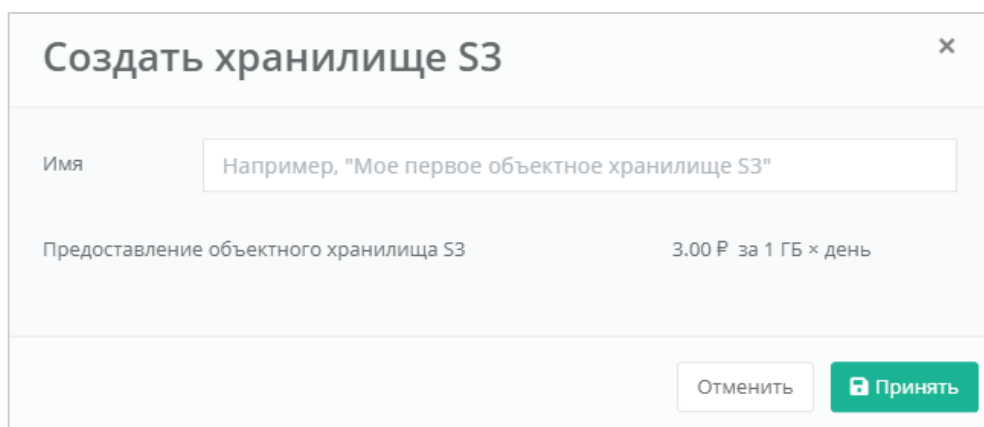 Создать хранилище S3
×
Имя
Например, "Мое первое объектное хранилище S3"
Предоставление объектного хранилища S3 3.00 ₽ за 1 ГБ × день
Отменить Принять